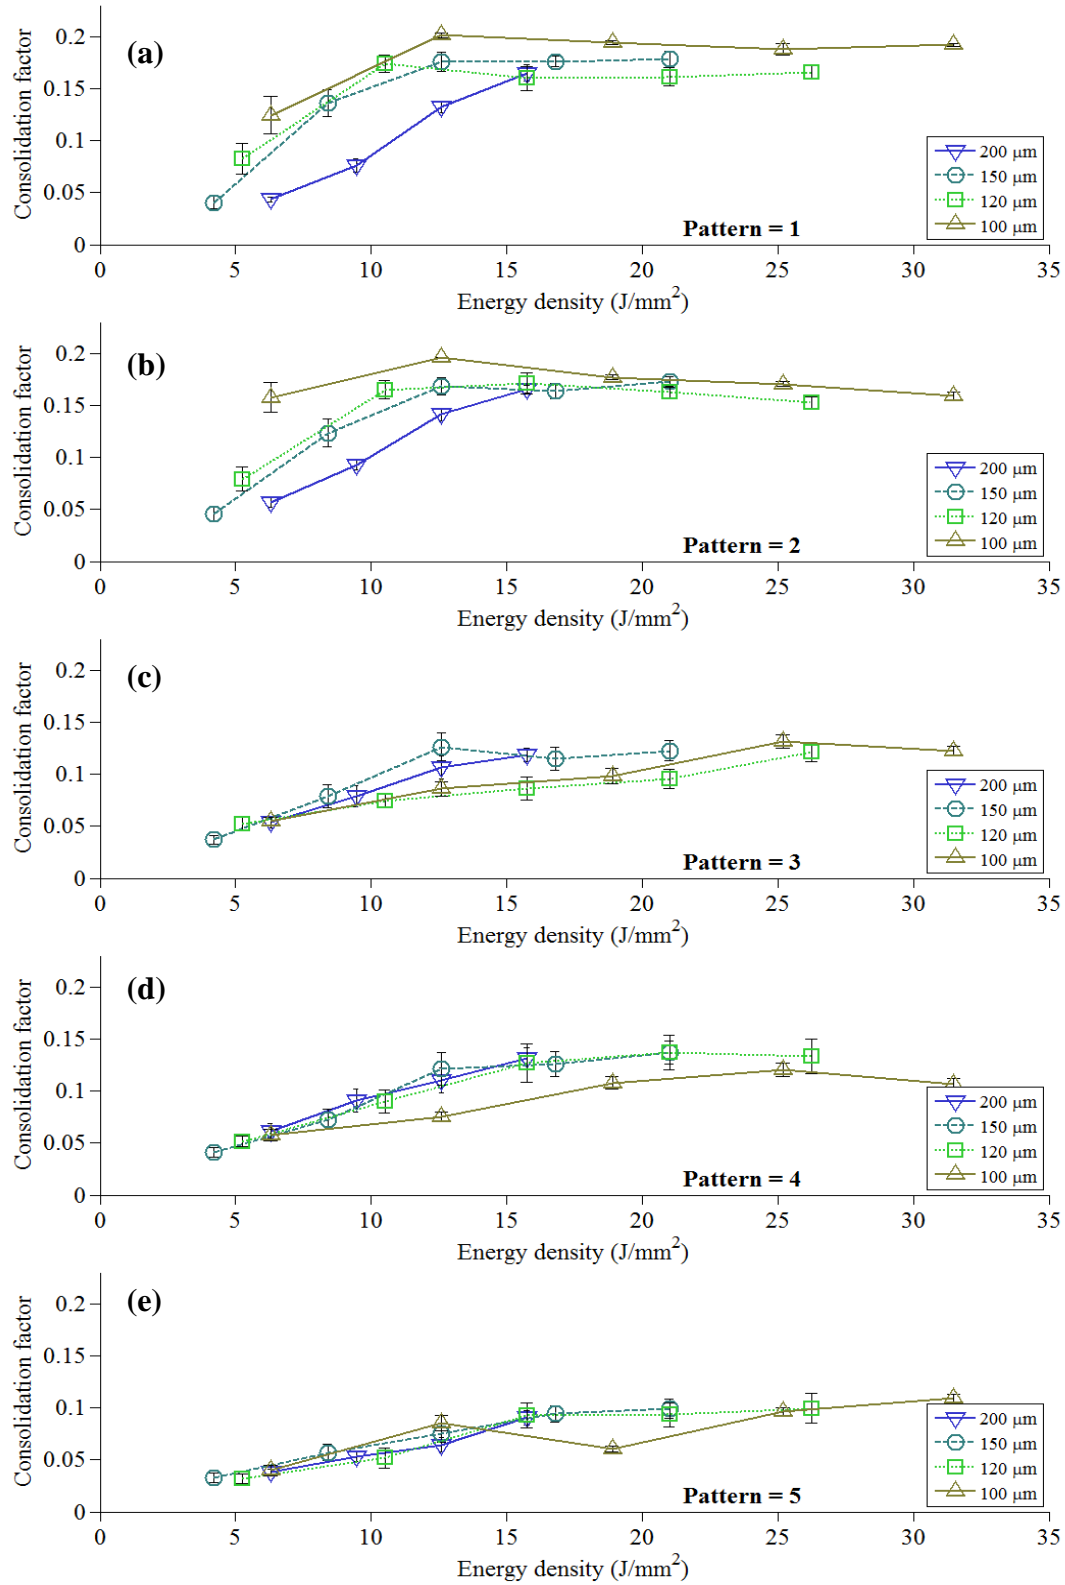 (a)
Consolidation factor
0.2
0.15
0.1
0.05
0
200 μm
150 μm
120 μm
100 μm
Pattern = 1
0 5 10 15 20 25 30 35
Energy density (J/mm²)
(b)
Consolidation factor
0.2
0.15
0.1
0.05
0
200 μm
150 μm
120 μm
100 μm
Pattern = 2
0 5 10 15 20 25 30 35
Energy density (J/mm²)
(c)
Consolidation factor
0.2
0.15
0.1
0.05
0
200 μm
150 μm
120 μm
100 μm
Pattern = 3
0 5 10 15 20 25 30 35
Energy density (J/mm²)
(d)
Consolidation factor
0.2
0.15
0.1
0.05
0
200 μm
150 μm
120 μm
100 μm
Pattern = 4
0 5 10 15 20 25 30 35
Energy density (J/mm²)
(e)
Consolidation factor
0.2
0.15
0.1
0.05
0
200 μm
150 μm
120 μm
100 μm
Pattern = 5
0 5 10 15 20 25 30 35
Energy density (J/mm²)